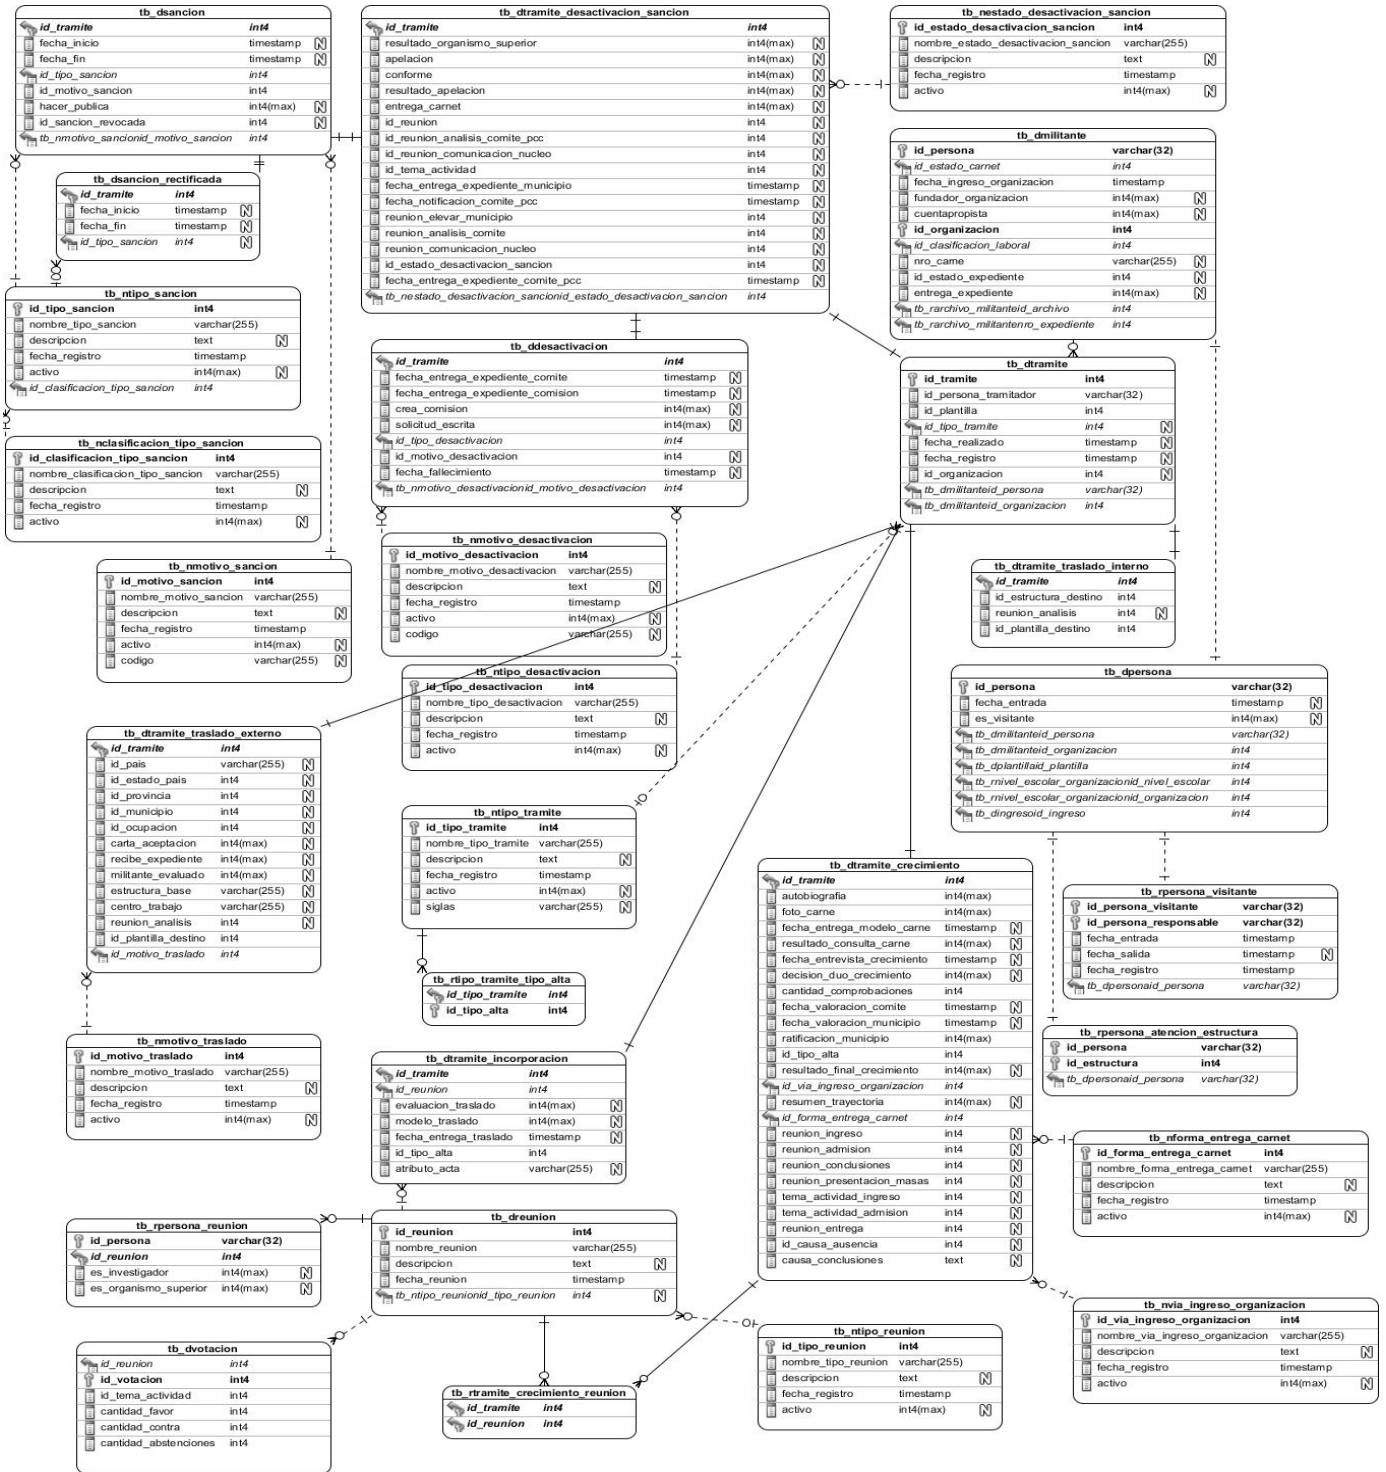 tb_dsancion
id_tramite int4
fecha_inicio timestamp N
fecha_fin timestamp N
id_tipo_sancion int4
id_motivo_sancion int4
hacer_publica int4(max) N
id_sancion_revocada int4 N
tb_nmotivo_sancionid_motivo_sancion int4
tb_dtramite_desactivacion_sancion
id_tramite int4
resultado_organismo_superior int4(max) N
apelacion int4(max) N
conforme int4(max) N
resultado_apelacion int4(max) N
entrega_carnet int4(max) N
id_reunion int4 N
id_reunion_analisis_comite_pcc int4 N
id_reunion_comunicacion_nucleo int4 N
id_tema_actividad int4 N
fecha_entrega_expediente_municipio timestamp N
fecha_notificacion_comite_pcc timestamp N
reunion_elevar_municipio int4 N
reunion_analisis_comite int4 N
reunion_comunicacion_nucleo int4 N
id_estado_desactivacion_sancion int4 N
fecha_entrega_expediente_comite_pcc timestamp N
tb_nestado_desactivacion_sancionid_estado_desactivacion_sancion int4
tb_nestado_desactivacion_sancion
id_estado_desactivacion_sancion int4
nombre_estado_desactivacion_sancion varchar(255)
descripcion text N
fecha_registro timestamp
activo int4(max) N
tb_dmilitante
id_persona varchar(32)
id_estado_carnet int4
fecha_ingreso_organizacion timestamp
fundador_organizacion int4(max) N
cuentapropista int4(max) N
id_organizacion int4
id_clasificacion_laboral int4
nro_carne varchar(255) N
id_estado_expediente int4 N
entrega_expediente int4(max) N
tb_rarchivo_militanteid_archivo int4
tb_rarchivo_militantenro_expediente int4
tb_dsancion_rectificada
id_tramite int4
fecha_inicio timestamp N
fecha_fin timestamp N
id_tipo_sancion int4 N
tb_ntipo_sancion
id_tipo_sancion int4
nombre_tipo_sancion varchar(255)
descripcion text N
fecha_registro timestamp
activo int4(max) N
id_clasificacion_tipo_sancion int4
tb_ddesactivacion
id_tramite int4
fecha_entrega_expediente_comite timestamp N
fecha_entrega_expediente_comision timestamp N
crea_comision int4(max) N
solicitud_escrita int4(max) N
id_tipo_desactivacion int4
id_motivo_desactivacion int4 N
fecha_fallecimiento timestamp N
tb_nmotivo_desactivacionid_motivo_desactivacion int4
tb_dtramite
id_tramite int4
id_persona_tramitador varchar(32)
id_plantilla int4
id_tipo_tramite int4 N
fecha_realizado timestamp N
fecha_registro timestamp N
id_organizacion int4 N
tb_dmilitanteid_persona varchar(32)
tb_dmilitanteid_organizacion int4
tb_nclasificacion_tipo_sancion
id_clasificacion_tipo_sancion int4
nombre_clasificacion_tipo_sancion varchar(255)
descripcion text N
fecha_registro timestamp
activo int4(max) N
tb_nmotivo_sancion
id_motivo_sancion int4
nombre_motivo_sancion varchar(255)
descripcion text N
fecha_registro timestamp
activo int4(max) N
codigo varchar(255) N
tb_nmotivo_desactivacion
id_motivo_desactivacion int4
nombre_motivo_desactivacion varchar(255)
descripcion text N
fecha_registro timestamp
activo int4(max) N
codigo varchar(255) N
tb_dtramite_traslado_interno
id_tramite int4
id_estructura_destino int4
reunion_analisis int4 N
id_plantilla_destino int4
tb_ntipo_desactivacion
id_tipo_desactivacion int4
nombre_tipo_desactivacion varchar(255)
descripcion text N
fecha_registro timestamp
activo int4(max) N
tb_dpersona
id_persona varchar(32)
fecha_entrada timestamp N
es_visitante int4(max) N
tb_dmilitanteid_persona varchar(32)
tb_dmilitanteid_organizacion int4
tb_dplantillaid_plantilla int4
tb_rnivel_escolar_organizacionid_nivel_escolar int4
tb_rnivel_escolar_organizacionid_organizacion int4
tb_dingresoid_ingreso int4
tb_dtramite_traslado_externo
id_tramite int4
id_pais varchar(255) N
id_estado_pais int4 N
id_provincia int4 N
id_municipio int4 N
id_ocupacion int4 N
carta_aceptacion int4(max) N
recibe_expediente int4(max) N
militante_evaluado int4(max) N
estructura_base varchar(255) N
centro_trabajo varchar(255) N
reunion_analisis int4 N
id_plantilla_destino int4
id_motivo_traslado int4
tb_ntipo_tramite
id_tipo_tramite int4
nombre_tipo_tramite varchar(255)
descripcion text N
fecha_registro timestamp
activo int4(max) N
siglas varchar(255) N
tb_dtramite_crecimiento
id_tramite int4
autobiografia int4(max)
foto_carne int4(max)
fecha_entrega_modelo_carne timestamp N
resultado_consulta_carne int4(max) N
fecha_entrevista_crecimiento timestamp N
decision_duo_crecimiento int4(max) N
cantidad_comprobaciones int4
fecha_valoracion_comite timestamp N
fecha_valoracion_municipio timestamp N
ratificacion_municipio int4(max)
id_tipo_alta int4
resultado_final_crecimiento int4(max) N
id_via_ingreso_organizacion int4
resumen_trayectoria int4(max) N
id_forma_entrega_carnet int4
reunion_ingreso int4 N
reunion_admision int4 N
reunion_conclusiones int4 N
reunion_presentacion_masas int4 N
tema_actividad_ingreso int4 N
tema_actividad_admision int4 N
reunion_entrega int4 N
id_causa_ausencia int4 N
causa_conclusiones text N
tb_rpersona_visitante
id_persona_visitante varchar(32)
id_persona_responsable varchar(32)
fecha_entrada timestamp
fecha_salida timestamp N
fecha_registro timestamp
tb_dpersonaid_persona varchar(32)
tb_rtipo_tramite_tipo_alta
id_tipo_tramite int4
id_tipo_alta int4
tb_rpersona_atencion_estructura
id_persona varchar(32)
id_estructura int4
tb_dpersonaid_persona varchar(32)
tb_nmotivo_traslado
id_motivo_traslado int4
nombre_motivo_traslado varchar(255)
descripcion text N
fecha_registro timestamp
activo int4(max) N
tb_dtramite_incorporacion
id_tramite int4
id_reunion int4
evaluacion_traslado int4(max) N
modelo_traslado int4(max) N
fecha_entrega_traslado timestamp N
id_tipo_alta int4
atributo_acta varchar(255) N
tb_nforma_entrega_carnet
id_forma_entrega_carnet int4
nombre_forma_entrega_carnet varchar(255)
descripcion text N
fecha_registro timestamp
activo int4(max) N
tb_rpersona_reunion
id_persona varchar(32)
id_reunion int4
es_investigador int4(max) N
es_organismo_superior int4(max) N
tb_dreunion
id_reunion int4
nombre_reunion varchar(255)
descripcion text N
fecha_reunion timestamp
tb_ntipo_reunionid_tipo_reunion int4 N
tb_nvia_ingreso_organizacion
id_via_ingreso_organizacion int4
nombre_via_ingreso_organizacion varchar(255)
descripcion text N
fecha_registro timestamp
activo int4(max) N
tb_dvotacion
id_reunion int4
id_votacion int4
id_tema_actividad int4
cantidad_favor int4
cantidad_contra int4
cantidad_abstenciones int4
tb_ntipo_reunion
id_tipo_reunion int4
nombre_tipo_reunion varchar(255)
descripcion text N
fecha_registro timestamp
activo int4(max) N
tb_rtramite_crecimiento_reunion
id_tramite int4
id_reunion int4